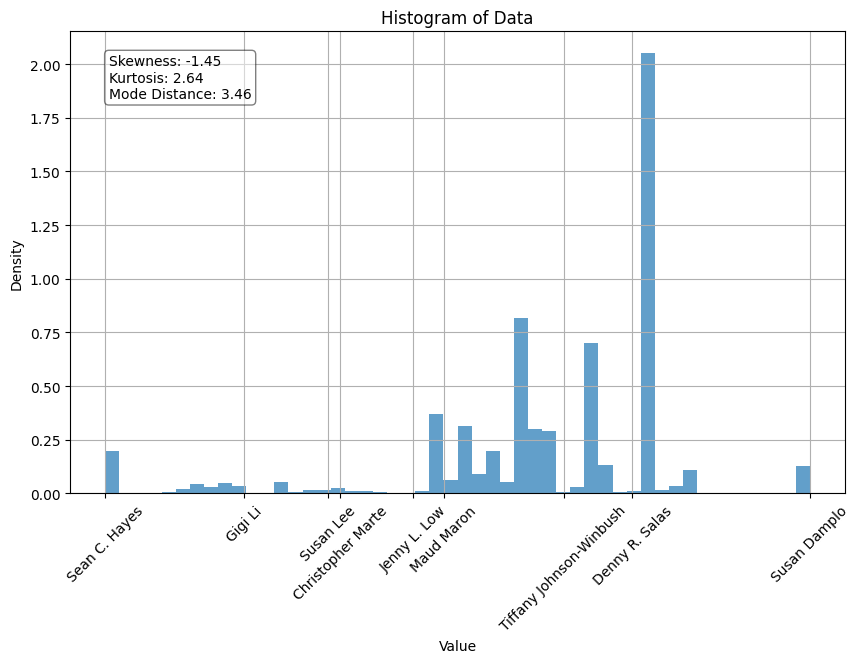 Histogram of Data
Skewness: -1.45
Kurtosis: 2.64
Mode Distance: 3.46
Density
2.00
1.75
1.50
1.25
1.00
0.75
0.50
0.25
0.00
Sean C. Hayes
Gigi Li
Susan Lee
Christopher Marte
Jenny L. Low
Maud Maron
Tiffany Johnson-Winbush
Denny R. Salas
Susan Damplo
Value